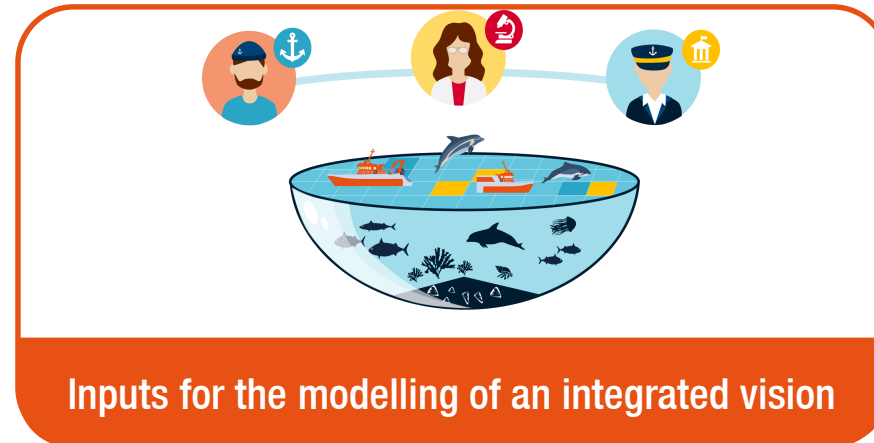 Inputs for the modelling of an integrated vision